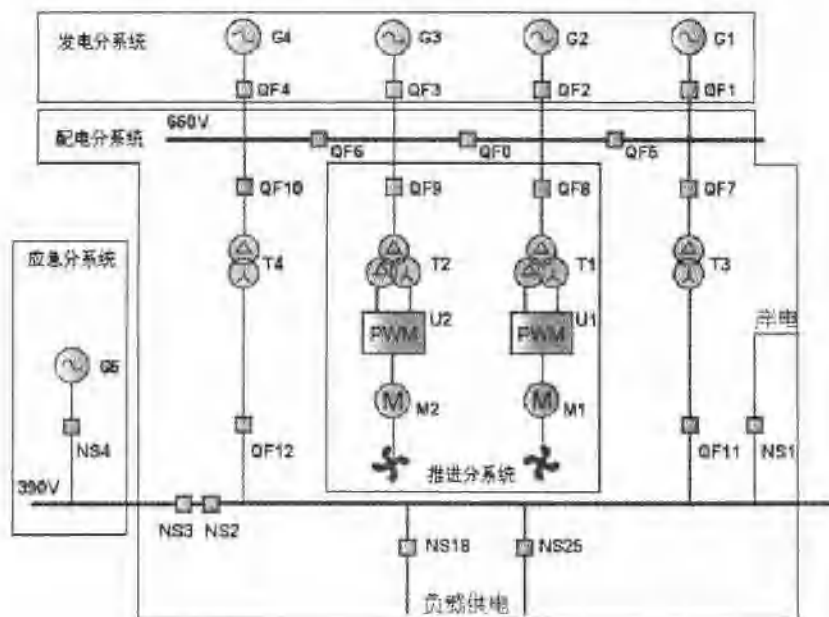 发电分系统
G4
G3
G2
G1
QF4
QF3
QF2
QF1
配电分系统
660V
QF6
QF0
QF5
QF10
QF9
QF8
QF7
应急分系统
T4
T2
T1
T3
岸电
PWM
U2
PWM
U1
G5
M
M2
M
M1
NS4
QF12
QF11
NS1
推进分系统
390V
NS3
NS2
NS18
NS25
负载供电